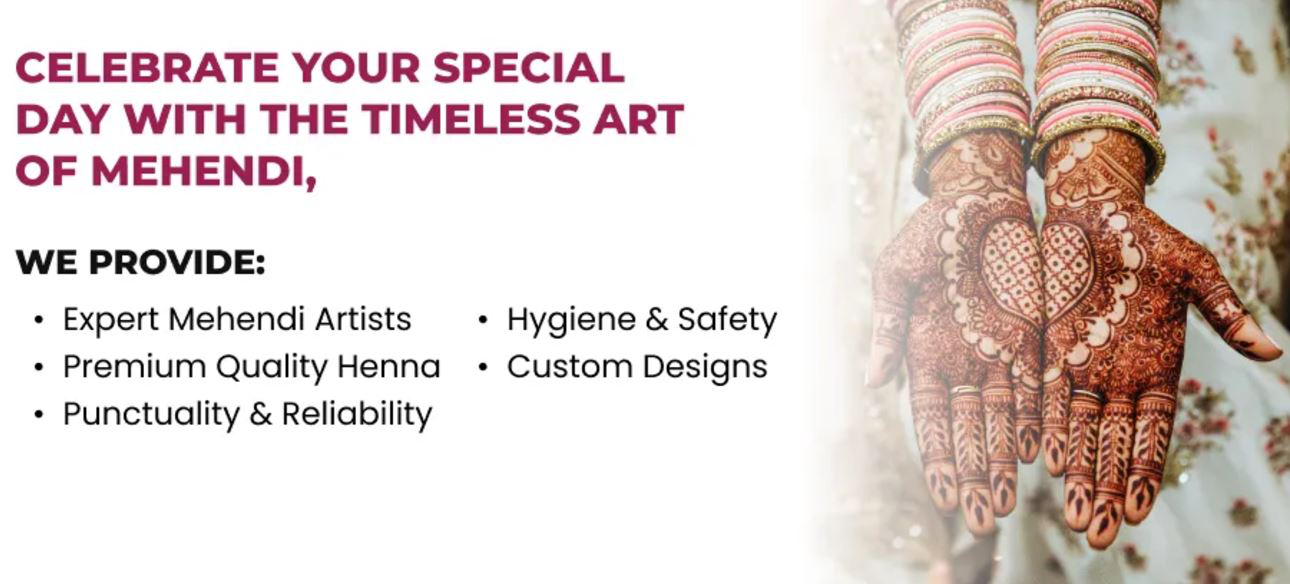 CELEBRATE YOUR SPECIAL
DAY WITH THE TIMELESS ART
OF MEHENDI,
WE PROVIDE:
• Expert Mehendi Artists
• Premium Quality Henna
• Punctuality & Reliability
• Hygiene & Safety
• Custom Designs